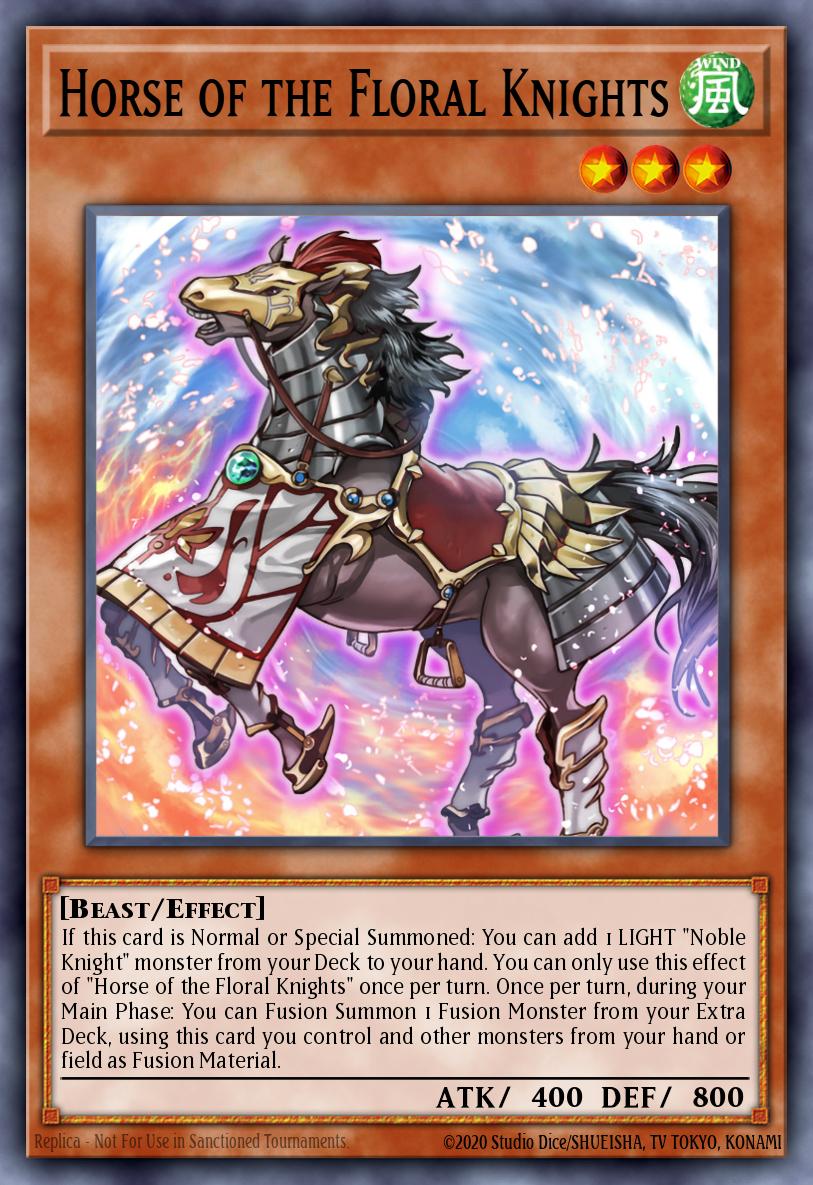 Horse of the Floral Knights
WIND
風
[Beast/Effect]
If this card is Normal or Special Summoned: You can add 1 LIGHT "Noble
Knight" monster from your Deck to your hand. You can only use this effect
of "Horse of the Floral Knights" once per turn. Once per turn, during your
Main Phase: You can Fusion Summon 1 Fusion Monster from your Extra
Deck, using this card you control and other monsters from your hand or
field as Fusion Material.
ATK/ 400 DEF/ 800
Replica - Not For Use in Sanctioned Tournaments.
©2020 Studio Dice/SHUEISHA, TV TOKYO, KONAMI